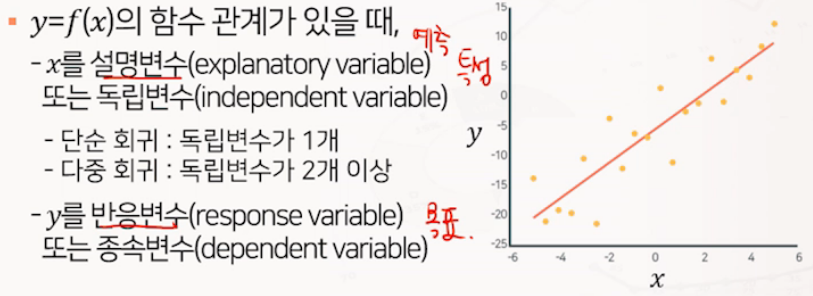 ▪ y=f(x)의 함수 관계가 있을 때,
예측
- x를 설명변수(explanatory variable)
특성
또는 독립변수(independent variable)
- 단순 회귀 : 독립변수가 1개
- 다중 회귀 : 독립변수가 2개 이상
- y를 반응변수(response variable)
목표.
또는 종속변수(dependent variable)
15
10
5
0
-5
y
-10
-15
-20
-25
-6 -4 -2 0 2 4 6
x